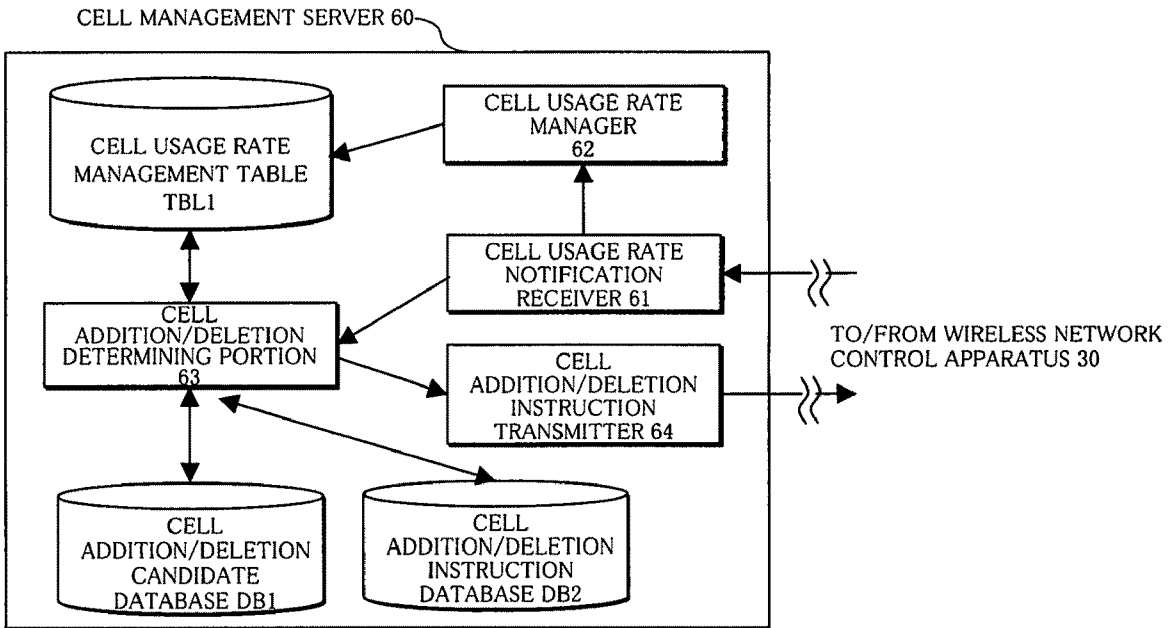 CELL MANAGEMENT SERVER 60
CELL USAGE RATE
MANAGEMENT TABLE
TBL1
CELL USAGE RATE
MANAGER
62
CELL USAGE RATE
NOTIFICATION
RECEIVER 61
CELL
ADDITION/DELETION
DETERMINING PORTION
63
CELL
ADDITION/DELETION
INSTRUCTION
TRANSMITTER 64
TO/FROM WIRELESS NETWORK
CONTROL APPARATUS 30
CELL
ADDITION/DELETION
CANDIDATE
DATABASE DB1
CELL
ADDITION/DELETION
INSTRUCTION
DATABASE DB2